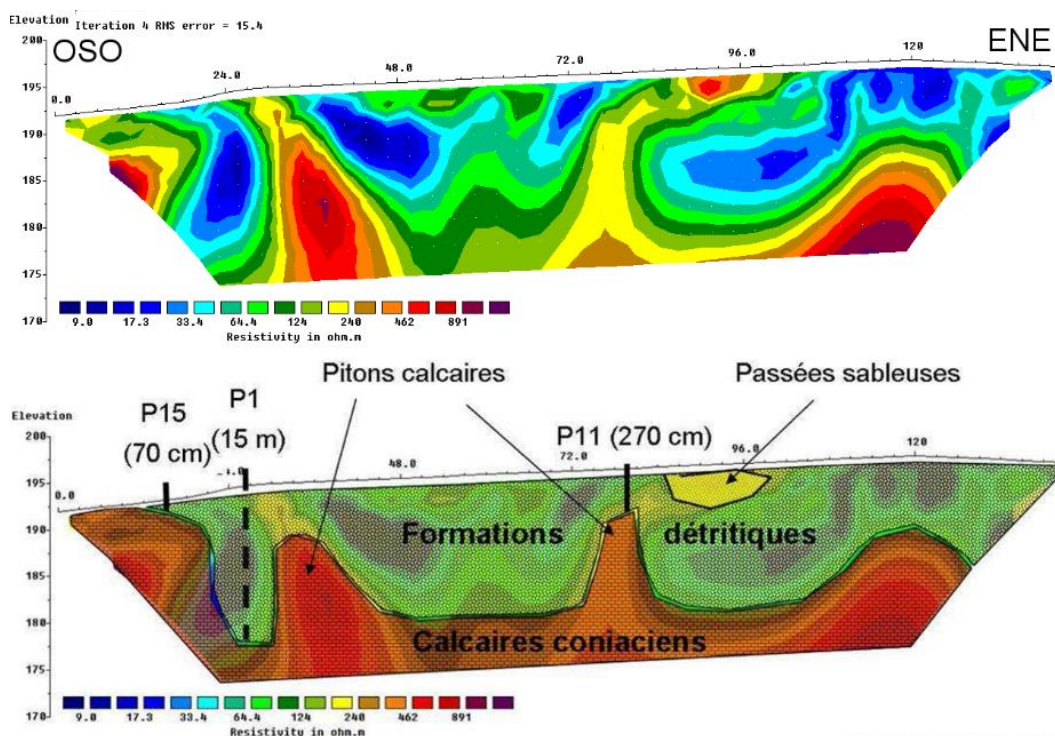 Elevation Iteration 4 RMS error = 15.4
200 OSO ENE
0.0 24.0 48.0 72.0 96.0 120
195
190
185
180
175
170
9.0 17.3 33.4 64.4 124 240 462 891
Resistivity in ohm.m
Pitons calcaires Passées sableuses
P15 (70 cm) P1 (15 m) P11 (270 cm)
Elevation
200
0.0 48.0 72.0 96.0 120
195
190 Formations détritiques
185
180
Calcaires coniaciens
175
170
9.0 17.3 33.4 64.4 124 240 462 891
Resistivity in ohm.m